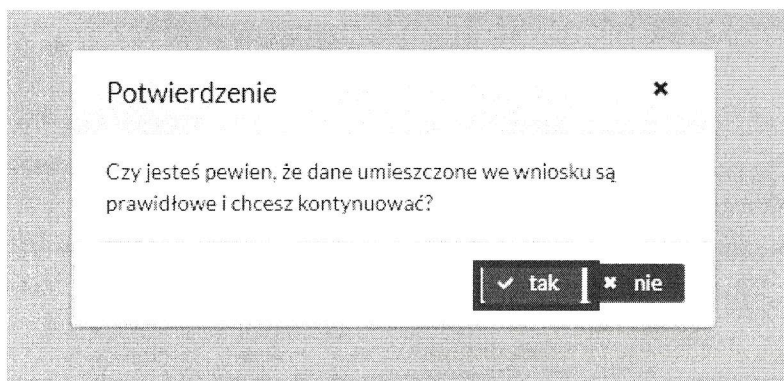 Potwierdzenie
Czy jesteś pewien, że dane umieszczone we wniosku są
prawidłowe i chcesz kontynuować?
tak nie